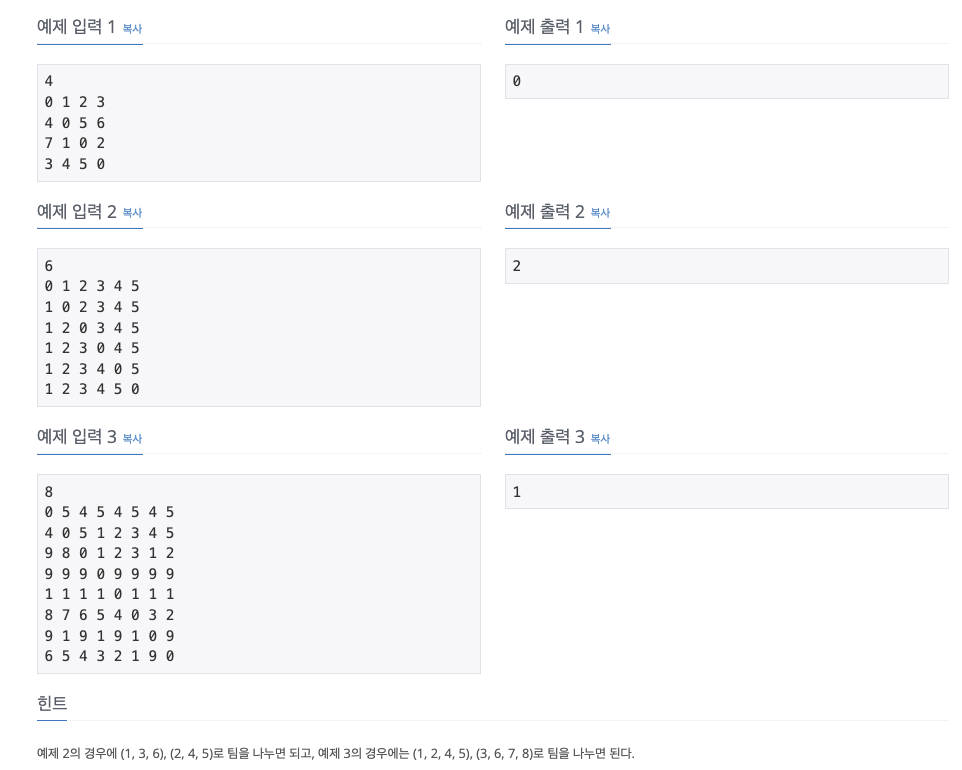 예제 입력 1 복사
4
0 1 2 3
4 0 5 6
7 1 0 2
3 4 5 0
예제 출력 1 복사
0
예제 입력 2 복사
6
0 1 2 3 4 5
1 0 2 3 4 5
1 2 0 3 4 5
1 2 3 0 4 5
1 2 3 4 0 5
1 2 3 4 5 0
예제 출력 2 복사
2
예제 입력 3 복사
8
0 5 4 5 4 5 4 5
4 0 5 1 2 3 4 5
9 8 0 1 2 3 1 2
9 9 9 0 9 9 9 9
1 1 1 1 0 1 1 1
8 7 6 5 4 0 3 2
9 1 9 1 9 1 0 9
6 5 4 3 2 1 9 0
예제 출력 3 복사
1
힌트
예제 2의 경우에 (1, 3, 6), (2, 4, 5)로 팀을 나누면 되고, 예제 3의 경우에는 (1, 2, 4, 5), (3, 6, 7, 8)로 팀을 나누면 된다.